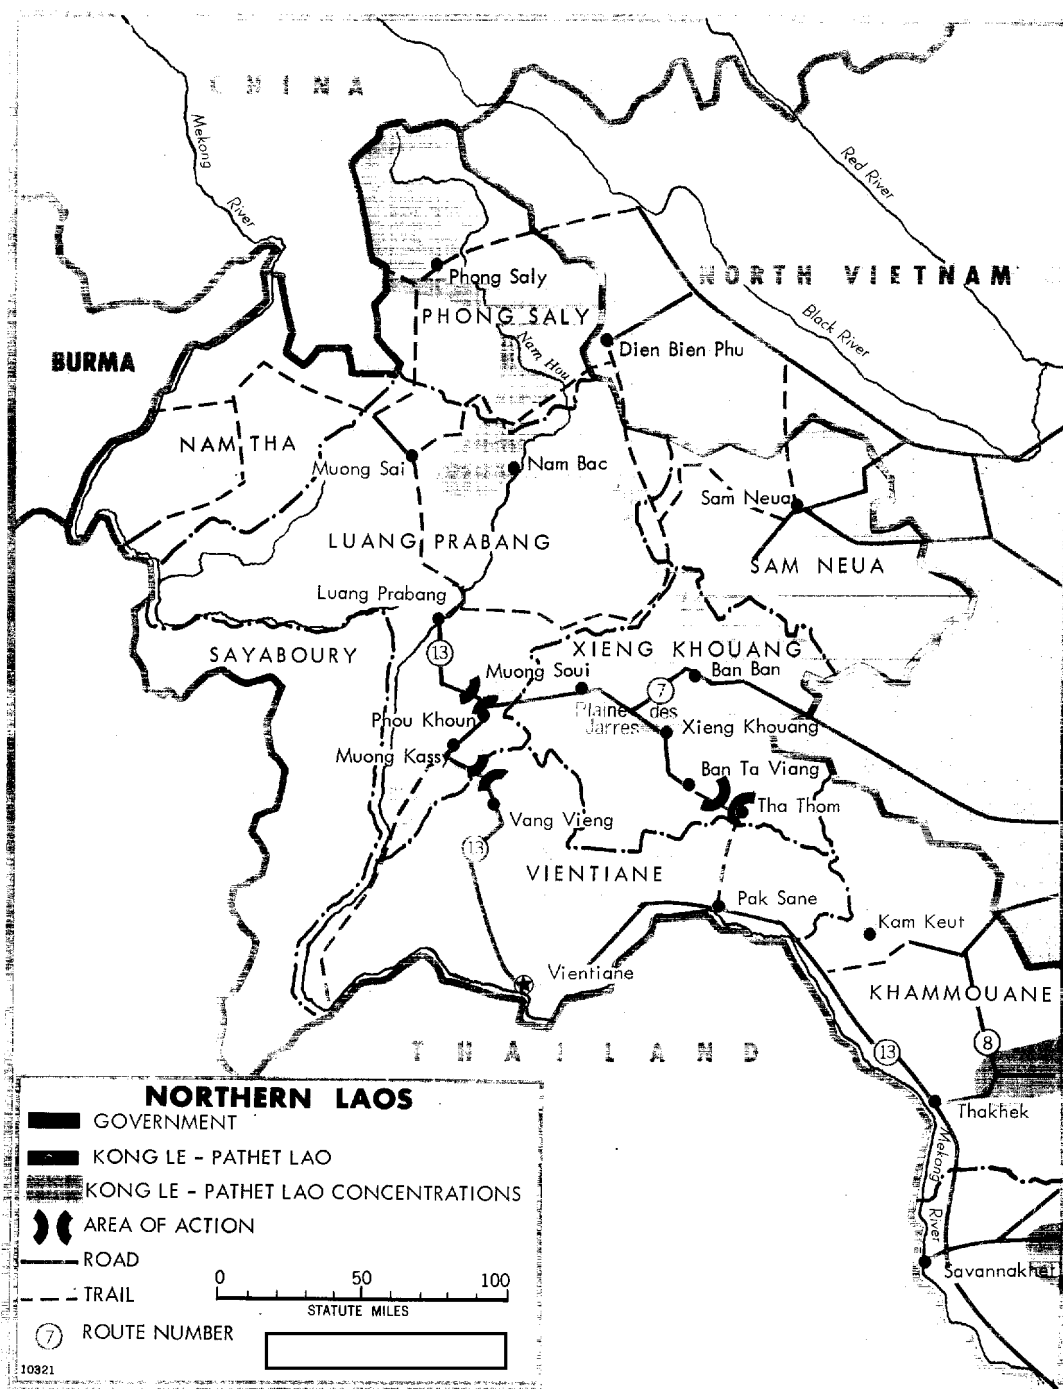 CHINA
Mekong
River
Red River
Phong Saly
NORTH VIETNAM
PHONG SALY
Black River
Nam Hou
Dien Bien Phu
BURMA
NAM THA
Muong Sai
Nam Bac
Sam Neua
LUANG PRABANG
SAM NEUA
Luang Prabang
SAYABOURY
13
XIENG KHOUANG
Muong Soui
Ban Ban
7
Plaine des
Jarres
Phou Khoun
Xieng Khouang
Muong Kass
Ban Ta Viang
Tha Thom
Vang Vieng
13
VIENTIANE
Pak Sane
Kam Keut
Vientiane
KHAMMOUANE
THAILAND
13
8
Thakhek
Mekong
River
Savannakhet
NORTHERN LAOS
GOVERNMENT
KONG LE - PATHET LAO
KONG LE - PATHET LAO CONCENTRATIONS
AREA OF ACTION
ROAD
TRAIL
0 50 100
STATUTE MILES
7 ROUTE NUMBER
10321